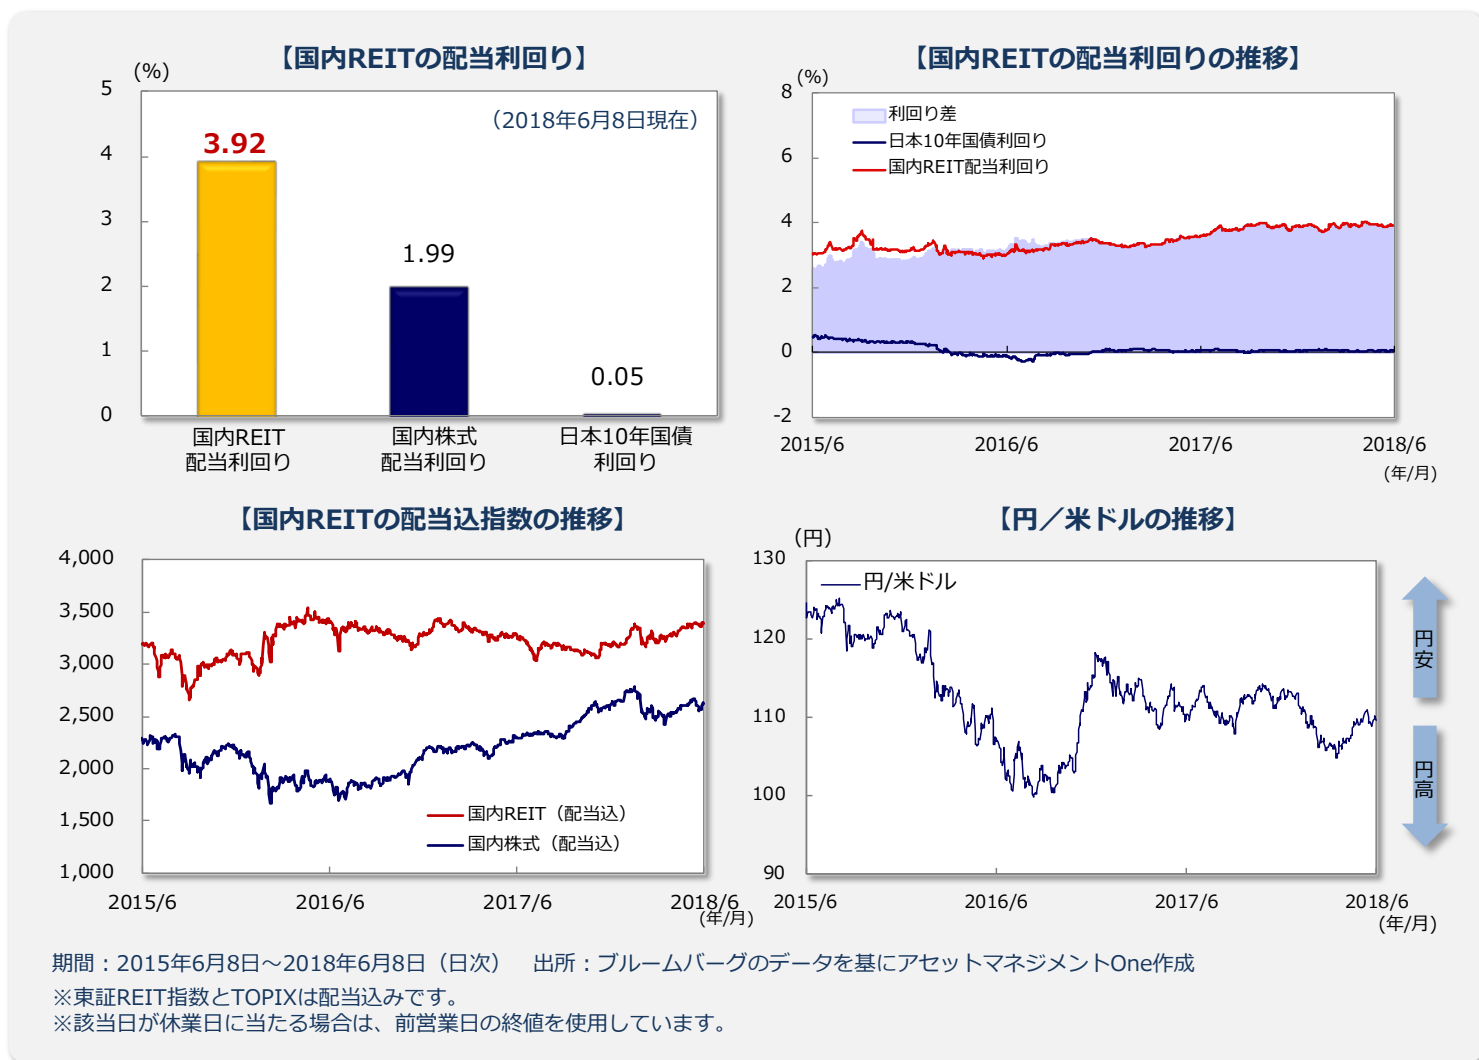 【国内REITの配当利回り】
(%)
5
4
3
2
1
0
（2018年6月8日現在）
3.92
1.99
0.05
国内REIT
配当利回り
国内株式
配当利回り
日本10年国債
利回り
【国内REITの配当利回りの推移】
(%)
8
6
4
2
0
-2
利回り差
日本10年国債利回り
国内REIT配当利回り
2015/6
2016/6
2017/6
2018/6
(年/月)
【国内REITの配当込指数の推移】
4,000
3,500
3,000
2,500
2,000
1,500
1,000
国内REIT（配当込）
国内株式（配当込）
2015/6
2016/6
2017/6
2018/6
(年/月)
【円／米ドルの推移】
(円)
130
120
110
100
90
円/米ドル
2015/6
2016/6
2017/6
2018/6
(年/月)
円安
円高
期間：2015年6月8日～2018年6月8日（日次）　出所：ブルームバーグのデータを基にアセットマネジメントOne作成
※東証REIT指数とTOPIXは配当込みです。
※該当日が休業日に当たる場合は、前営業日の終値を使用しています。